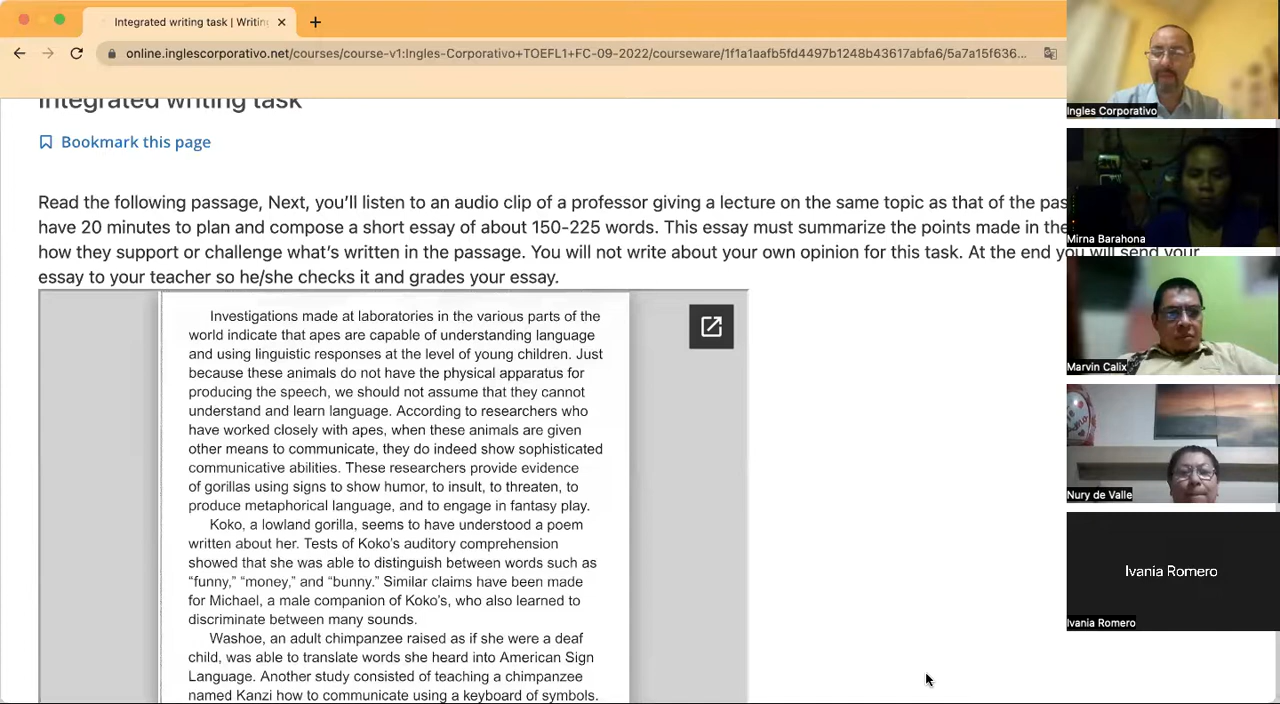 Integrated writing task | Writin
online.inglescorporativo.net/courses/course-v1:Ingles-Corporativo+TOEFL1+FC-09-2022/courseware/1f1a1aafb5fd4497b1248b43617abfa6/5a7a15f636...
Integrated writing task
Bookmark this page
Read the following passage, Next, you'll listen to an audio clip of a professor giving a lecture on the same topic as that of the pas
have 20 minutes to plan and compose a short essay of about 150-225 words. This essay must summarize the points made in the
how they support or challenge what's written in the passage. You will not write about your own opinion for this task. At the end you will send your
essay to your teacher so he/she checks it and grades your essay.
Investigations made at laboratories in the various parts of the
world indicate that apes are capable of understanding language
and using linguistic responses at the level of young children. Just
because these animals do not have the physical apparatus for
producing the speech, we should not assume that they cannot
understand and learn language. According to researchers who
have worked closely with apes, when these animals are given
other means to communicate, they do indeed show sophisticated
communicative abilities. These researchers provide evidence
of gorillas using signs to show humor, to insult, to threaten, to
produce metaphorical language, and to engage in fantasy play.
Koko, a lowland gorilla, seems to have understood a poem
written about her. Tests of Koko's auditory comprehension
showed that she was able to distinguish between words such as
"funny," "money," and "bunny." Similar claims have been made
for Michael, a male companion of Koko's, who also learned to
discriminate between many sounds.
Washoe, an adult chimpanzee raised as if she were a deaf
child, was able to translate words she heard into American Sign
Language. Another study consisted of teaching a chimpanzee
named Kanzi how to communicate using a keyboard of symbols.
Ingles Corporativo
Mirna Barahona
Marvin Calix
Nury de Valle
Ivania Romero
Ivania Romero